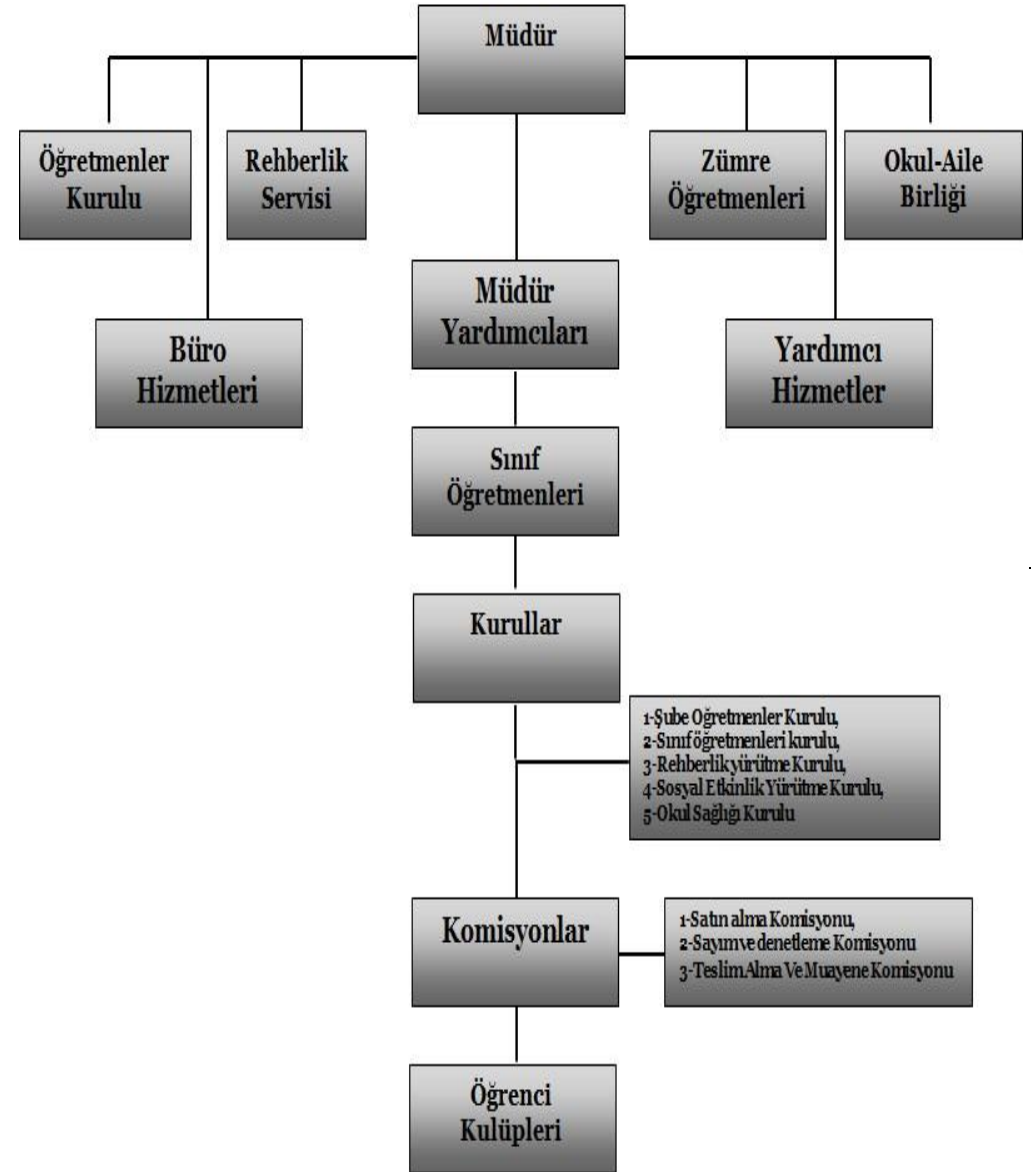 Müdür
Öğretmenler
Kurulu
Rehberlik
Servisi
Zümre
Öğretmenleri
Okul-Aile
Birliği
Büro
Hizmetleri
Müdür
Yardımcıları
Yardımcı
Hizmetler
Sınıf
Öğretmenleri
Kurullar
1-Şube Oğretmenler Kurulu,
2-Sınıf öğretmenleri kurulu,
3-Rehberlik yürütme Kurulu,
4-Sosyal Etkinlik Yürütme Kurulu,
5-Okul Sağlığı Kurulu
Komisyonlar
1-Satın alma Komisyonu,
2-Sayım ve denetleme Komisyonu
3-Teslim Alma Ve Muayene Komisyonu
Öğrenci
Kulüpleri